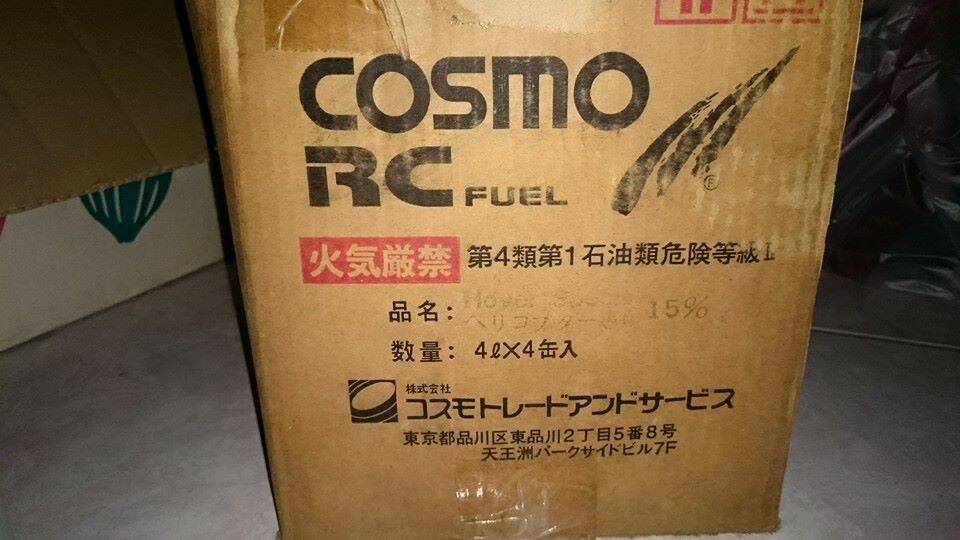 COSMO
RC FUEL
火気厳禁 第4類第1石油類危険等級Ⅱ
品名: Hover 15%
ヘリコプター
数量: 4ℓ×4缶入
株式会社
コスモトレードアンドサービス
東京都品川区東品川2丁目5番8号
天王洲パークサイドビル7F